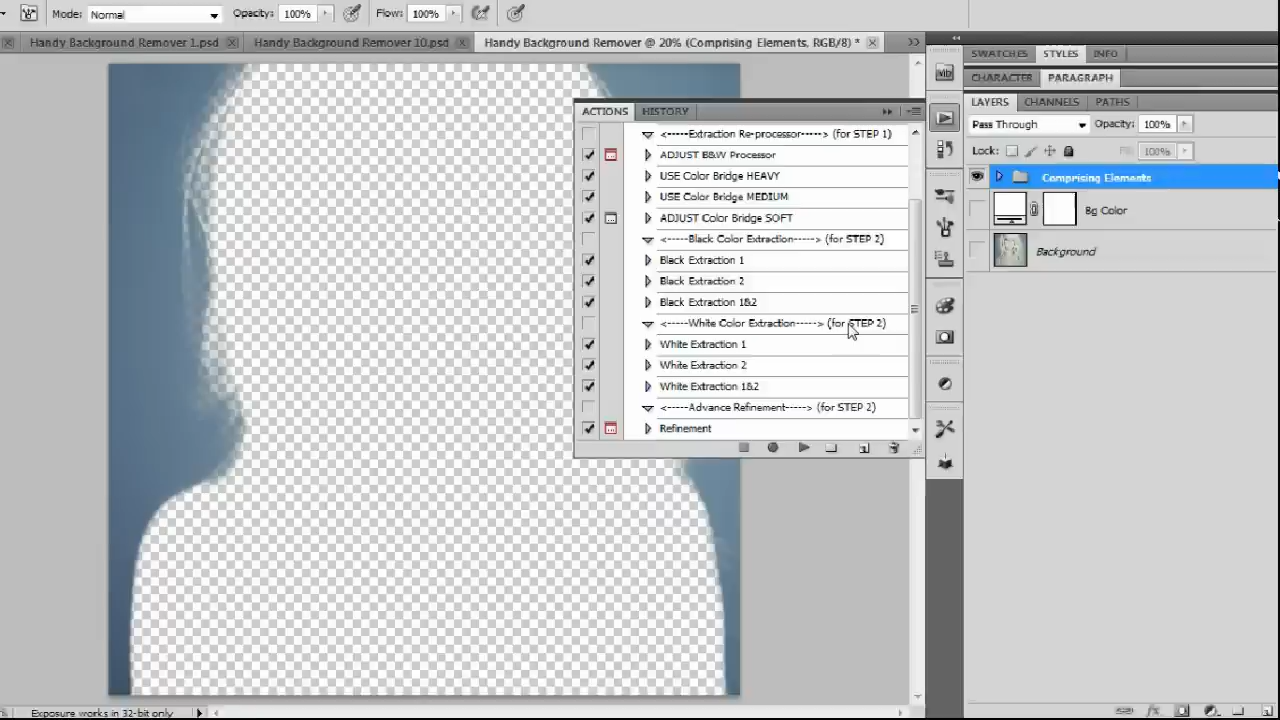 Mode: Normal Opacity: 100% Flow: 100%
Handy Background Remover 1.psd
Handy Background Remover 10.psd
Handy Background Remover @ 20% (Comprising Elements, RGB/8) *
ACTIONS HISTORY
<-----Extraction Re-processor-----> (for STEP 1)
ADJUST B&W Processor
USE Color Bridge HEAVY
USE Color Bridge MEDIUM
ADJUST Color Bridge SOFT
<-----Black Color Extraction-----> (for STEP 2)
Black Extraction 1
Black Extraction 2
Black Extraction 1&2
<-----White Color Extraction-----> (for STEP 2)
White Extraction 1
White Extraction 2
White Extraction 1&2
<-----Advance Refinement-----> (for STEP 2)
Refinement
Mb
SWATCHES STYLES INFO
CHARACTER PARAGRAPH
LAYERS CHANNELS PATHS
Pass Through Opacity: 100%
Lock: Fill: 100%
Comprising Elements
Bg Color
Background
Exposure works in 32-bit only
fx